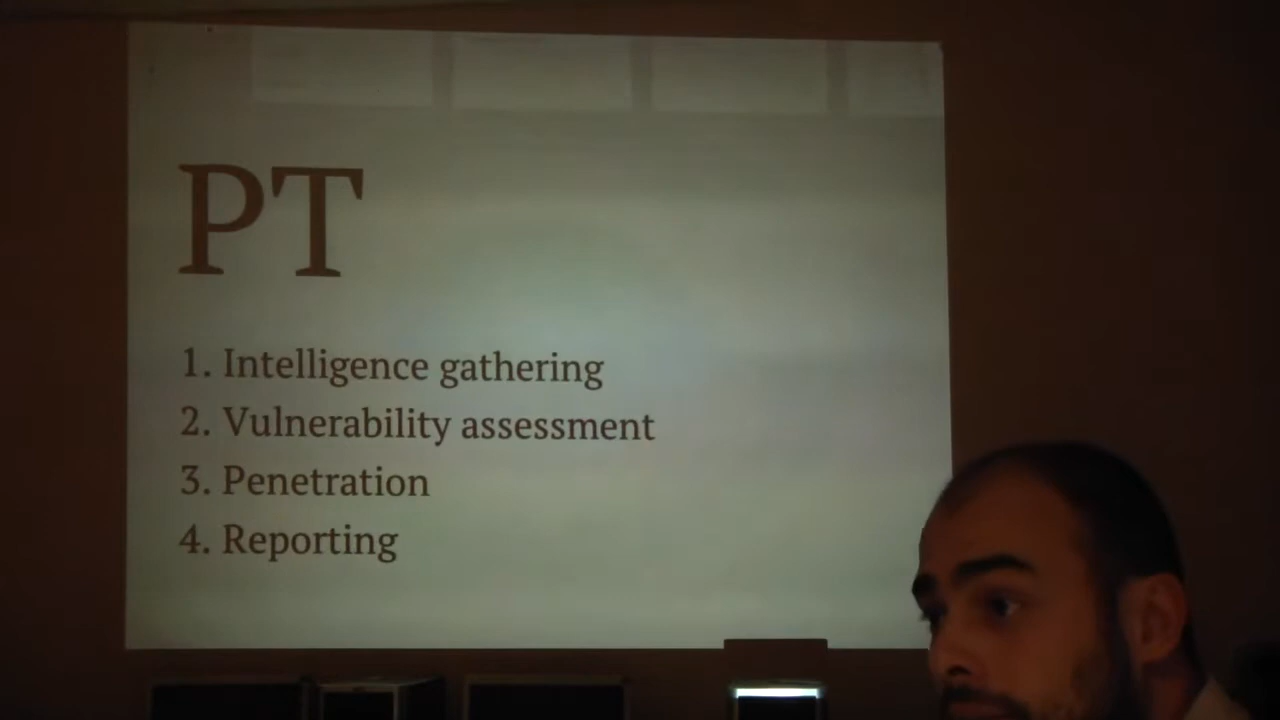 PT
1. Intelligence gathering
2. Vulnerability assessment
3. Penetration
4. Reporting